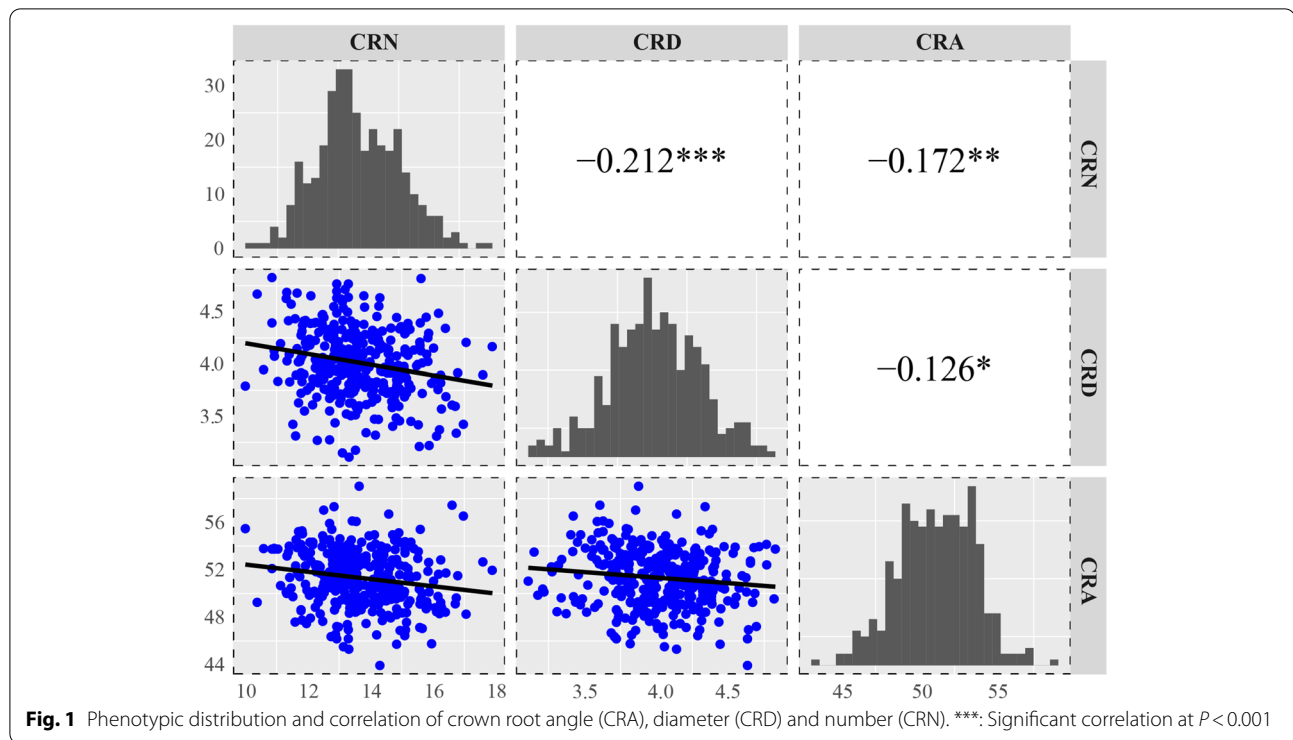 CRN CRD CRA
30
20
10
0
−0.212*** −0.172** CRN
4.5
4.0
3.5
−0.126* CRD
56
52
48
44
CRA
10 12 14 16 18 3.5 4.0 4.5 45 50 55
Fig. 1 Phenotypic distribution and correlation of crown root angle (CRA), diameter (CRD) and number (CRN). ***: Significant correlation at P < 0.001